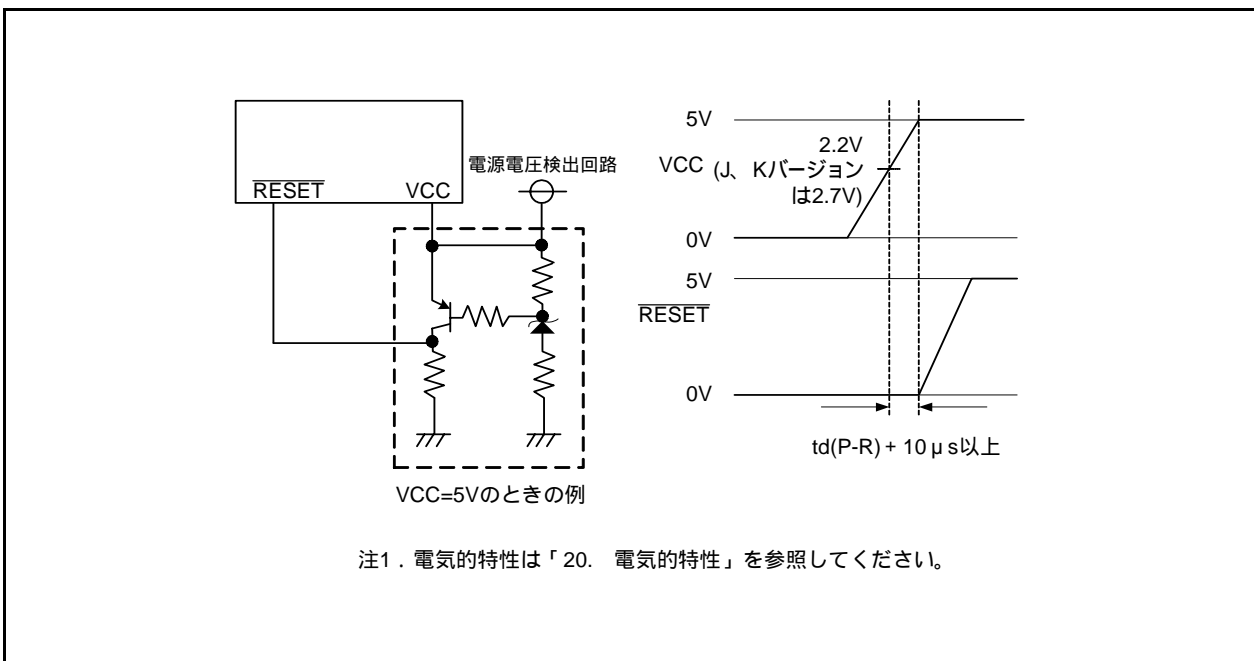 電源電圧検出回路
RESET
VCC
VCC=5Vのときの例
5V
2.2V
VCC (J、Kバージョン
は2.7V)
0V
5V
RESET
0V
td(P-R) + 10 μ s以上
注1．電気的特性は「20. 電気的特性」を参照してください。